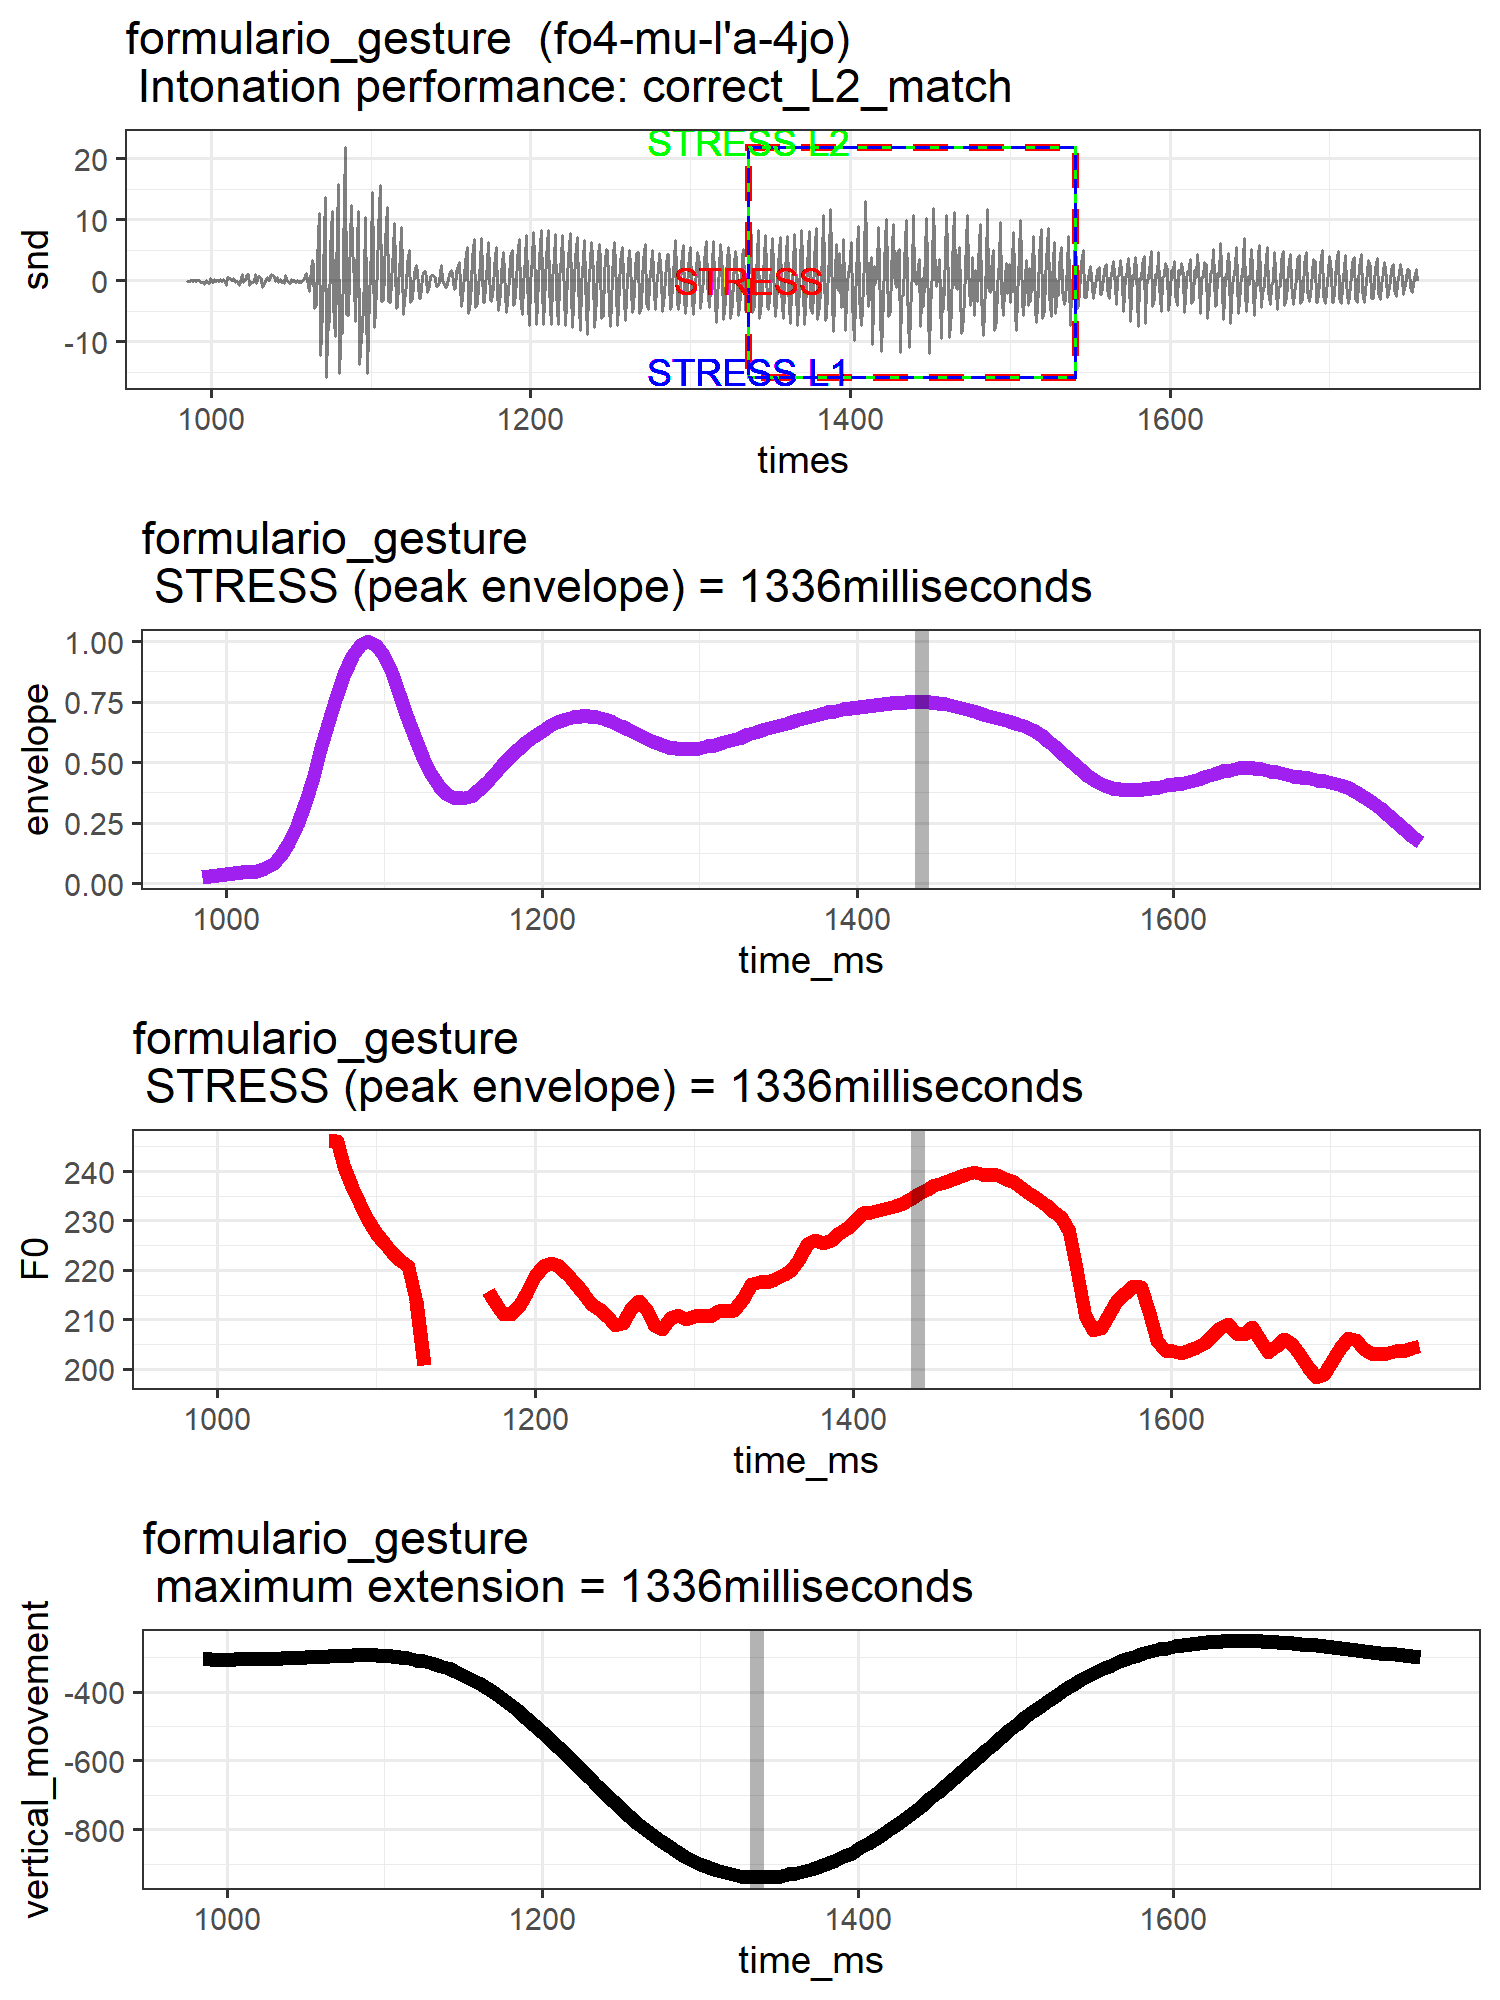 formulario_gesture  (fo4-mu-l'a-4jo)
Intonation performance: correct_L2_match
snd
20
10
0
-10
STRESS L2
STRESS
STRESS L1
1000 1200 1400 1600
times
formulario_gesture
STRESS (peak envelope) = 1336milliseconds
envelope
1.00
0.75
0.50
0.25
0.00
1000 1200 1400 1600
time_ms
formulario_gesture
STRESS (peak envelope) = 1336milliseconds
F0
240
230
220
210
200
1000 1200 1400 1600
time_ms
formulario_gesture
maximum extension = 1336milliseconds
vertical_movement
-400
-600
-800
1000 1200 1400 1600
time_ms